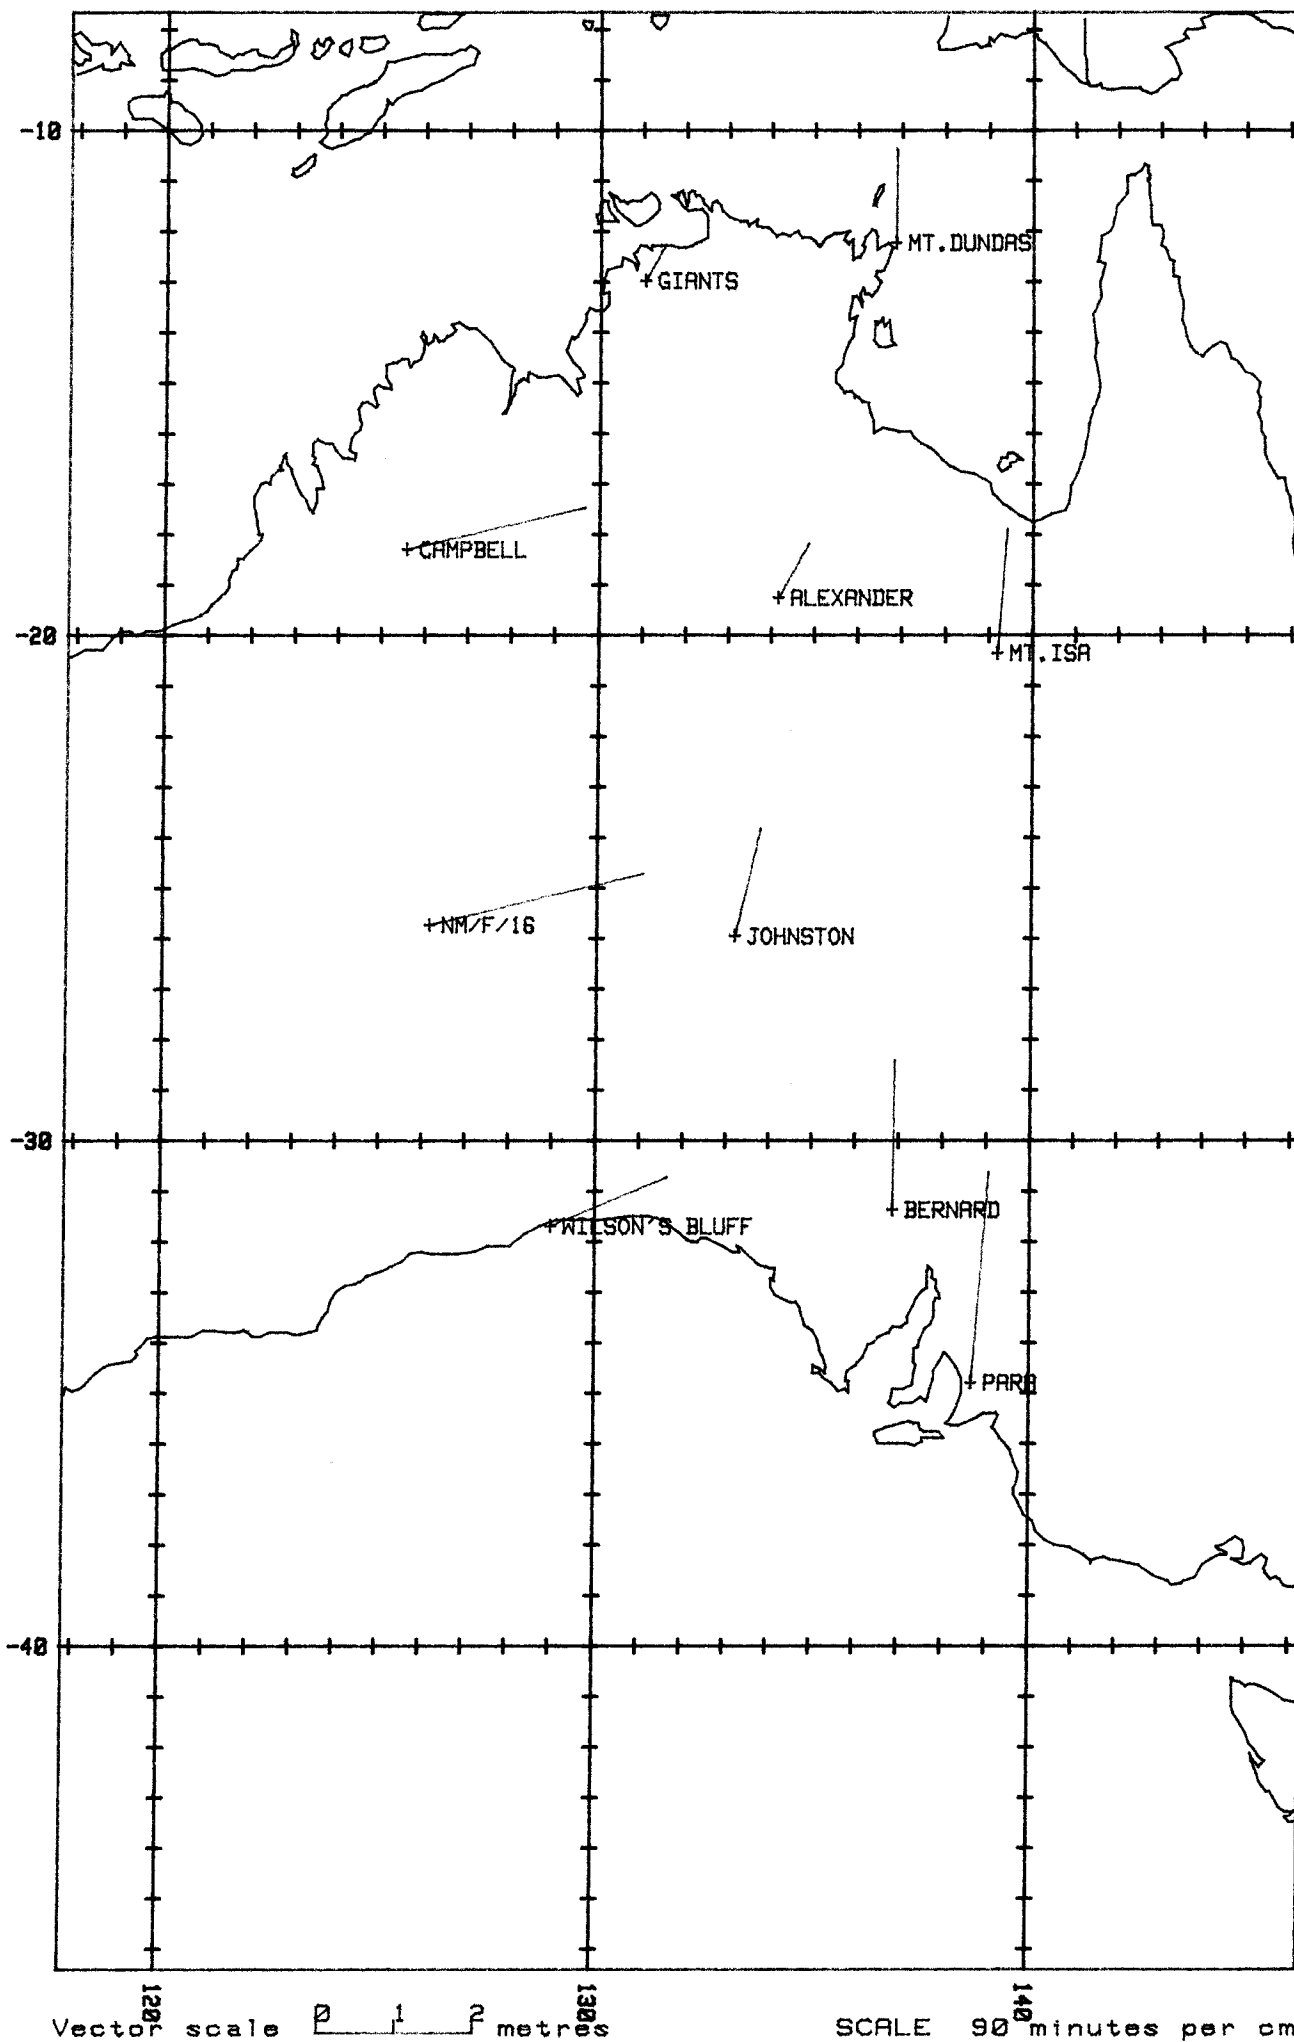 -10
+MT.DUNDAS
+GIANTS
+CAMPBELL
+ALEXANDER
-20
+MT.ISA
+NM/F/16
+JOHNSTON
-30
+BERNARD
+WILSON'S BLUFF
+PARA
-40
120
130
140
Vector scale 0 1 2 metres
SCALE 90 minutes per cm